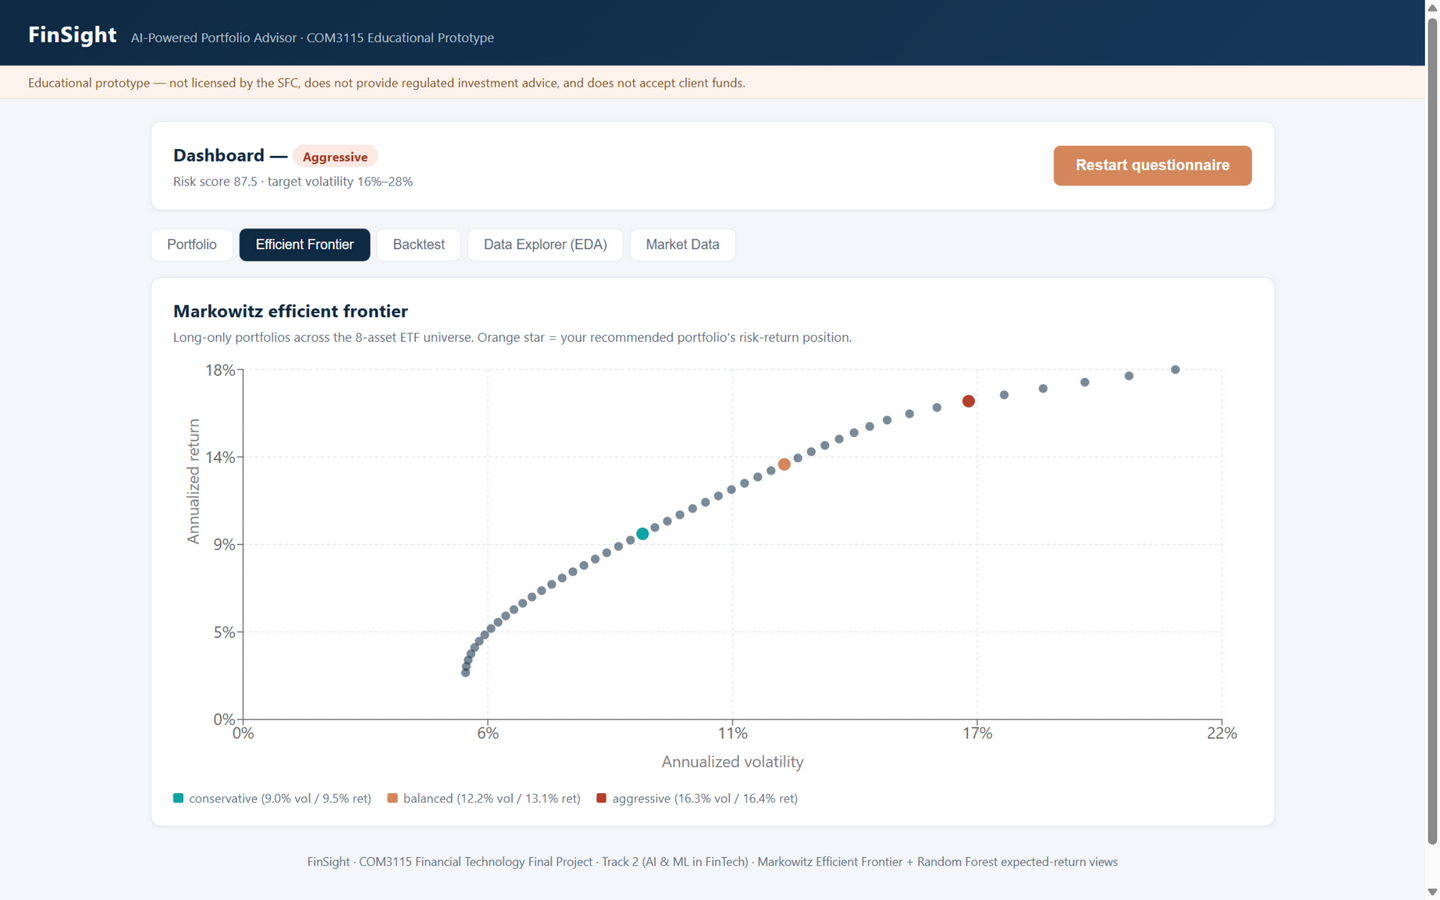 FinSight AI-Powered Portfolio Advisor · COM3115 Educational Prototype
Educational prototype — not licensed by the SFC, does not provide regulated investment advice, and does not accept client funds.
Dashboard — Aggressive
Risk score 87.5 · target volatility 16%–28%
Restart questionnaire
Portfolio
Efficient Frontier
Backtest
Data Explorer (EDA)
Market Data
Markowitz efficient frontier
Long-only portfolios across the 8-asset ETF universe. Orange star = your recommended portfolio's risk-return position.
18%
14%
9%
5%
0%
Annualized return
0%
6%
11%
17%
22%
Annualized volatility
conservative (9.0% vol / 9.5% ret)
balanced (12.2% vol / 13.1% ret)
aggressive (16.3% vol / 16.4% ret)
FinSight · COM3115 Financial Technology Final Project · Track 2 (AI & ML in FinTech) · Markowitz Efficient Frontier + Random Forest expected-return views